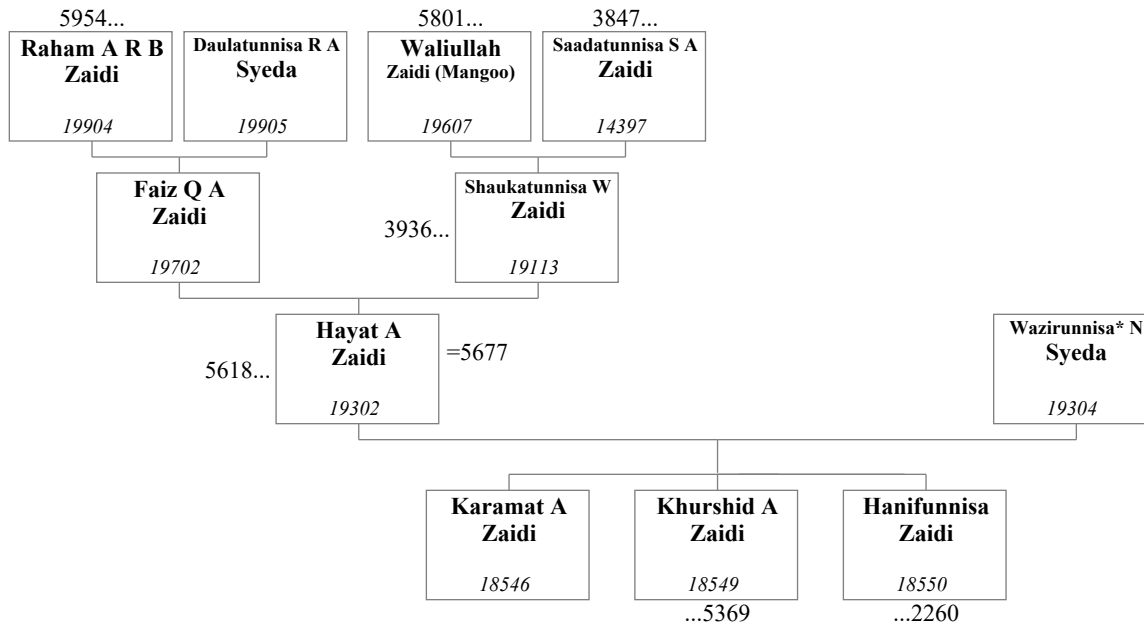 5954...
5801...
3847...
Raham A R B
Zaidi
19904
Daulatunnisa R A
Syeda
19905
Waliullah
Zaidi (Mangoo)
19607
Saadatunnisa S A
Zaidi
14397
Faiz Q A
Zaidi
19702
3936...
Shaukatunnisa W
Zaidi
19113
5618...
Hayat A
Zaidi
19302
=5677
Wazirunnisa* N
Syeda
19304
Karamat A
Zaidi
18546
Khurshid A
Zaidi
18549
...5369
Hanifunnisa
Zaidi
18550
...2260